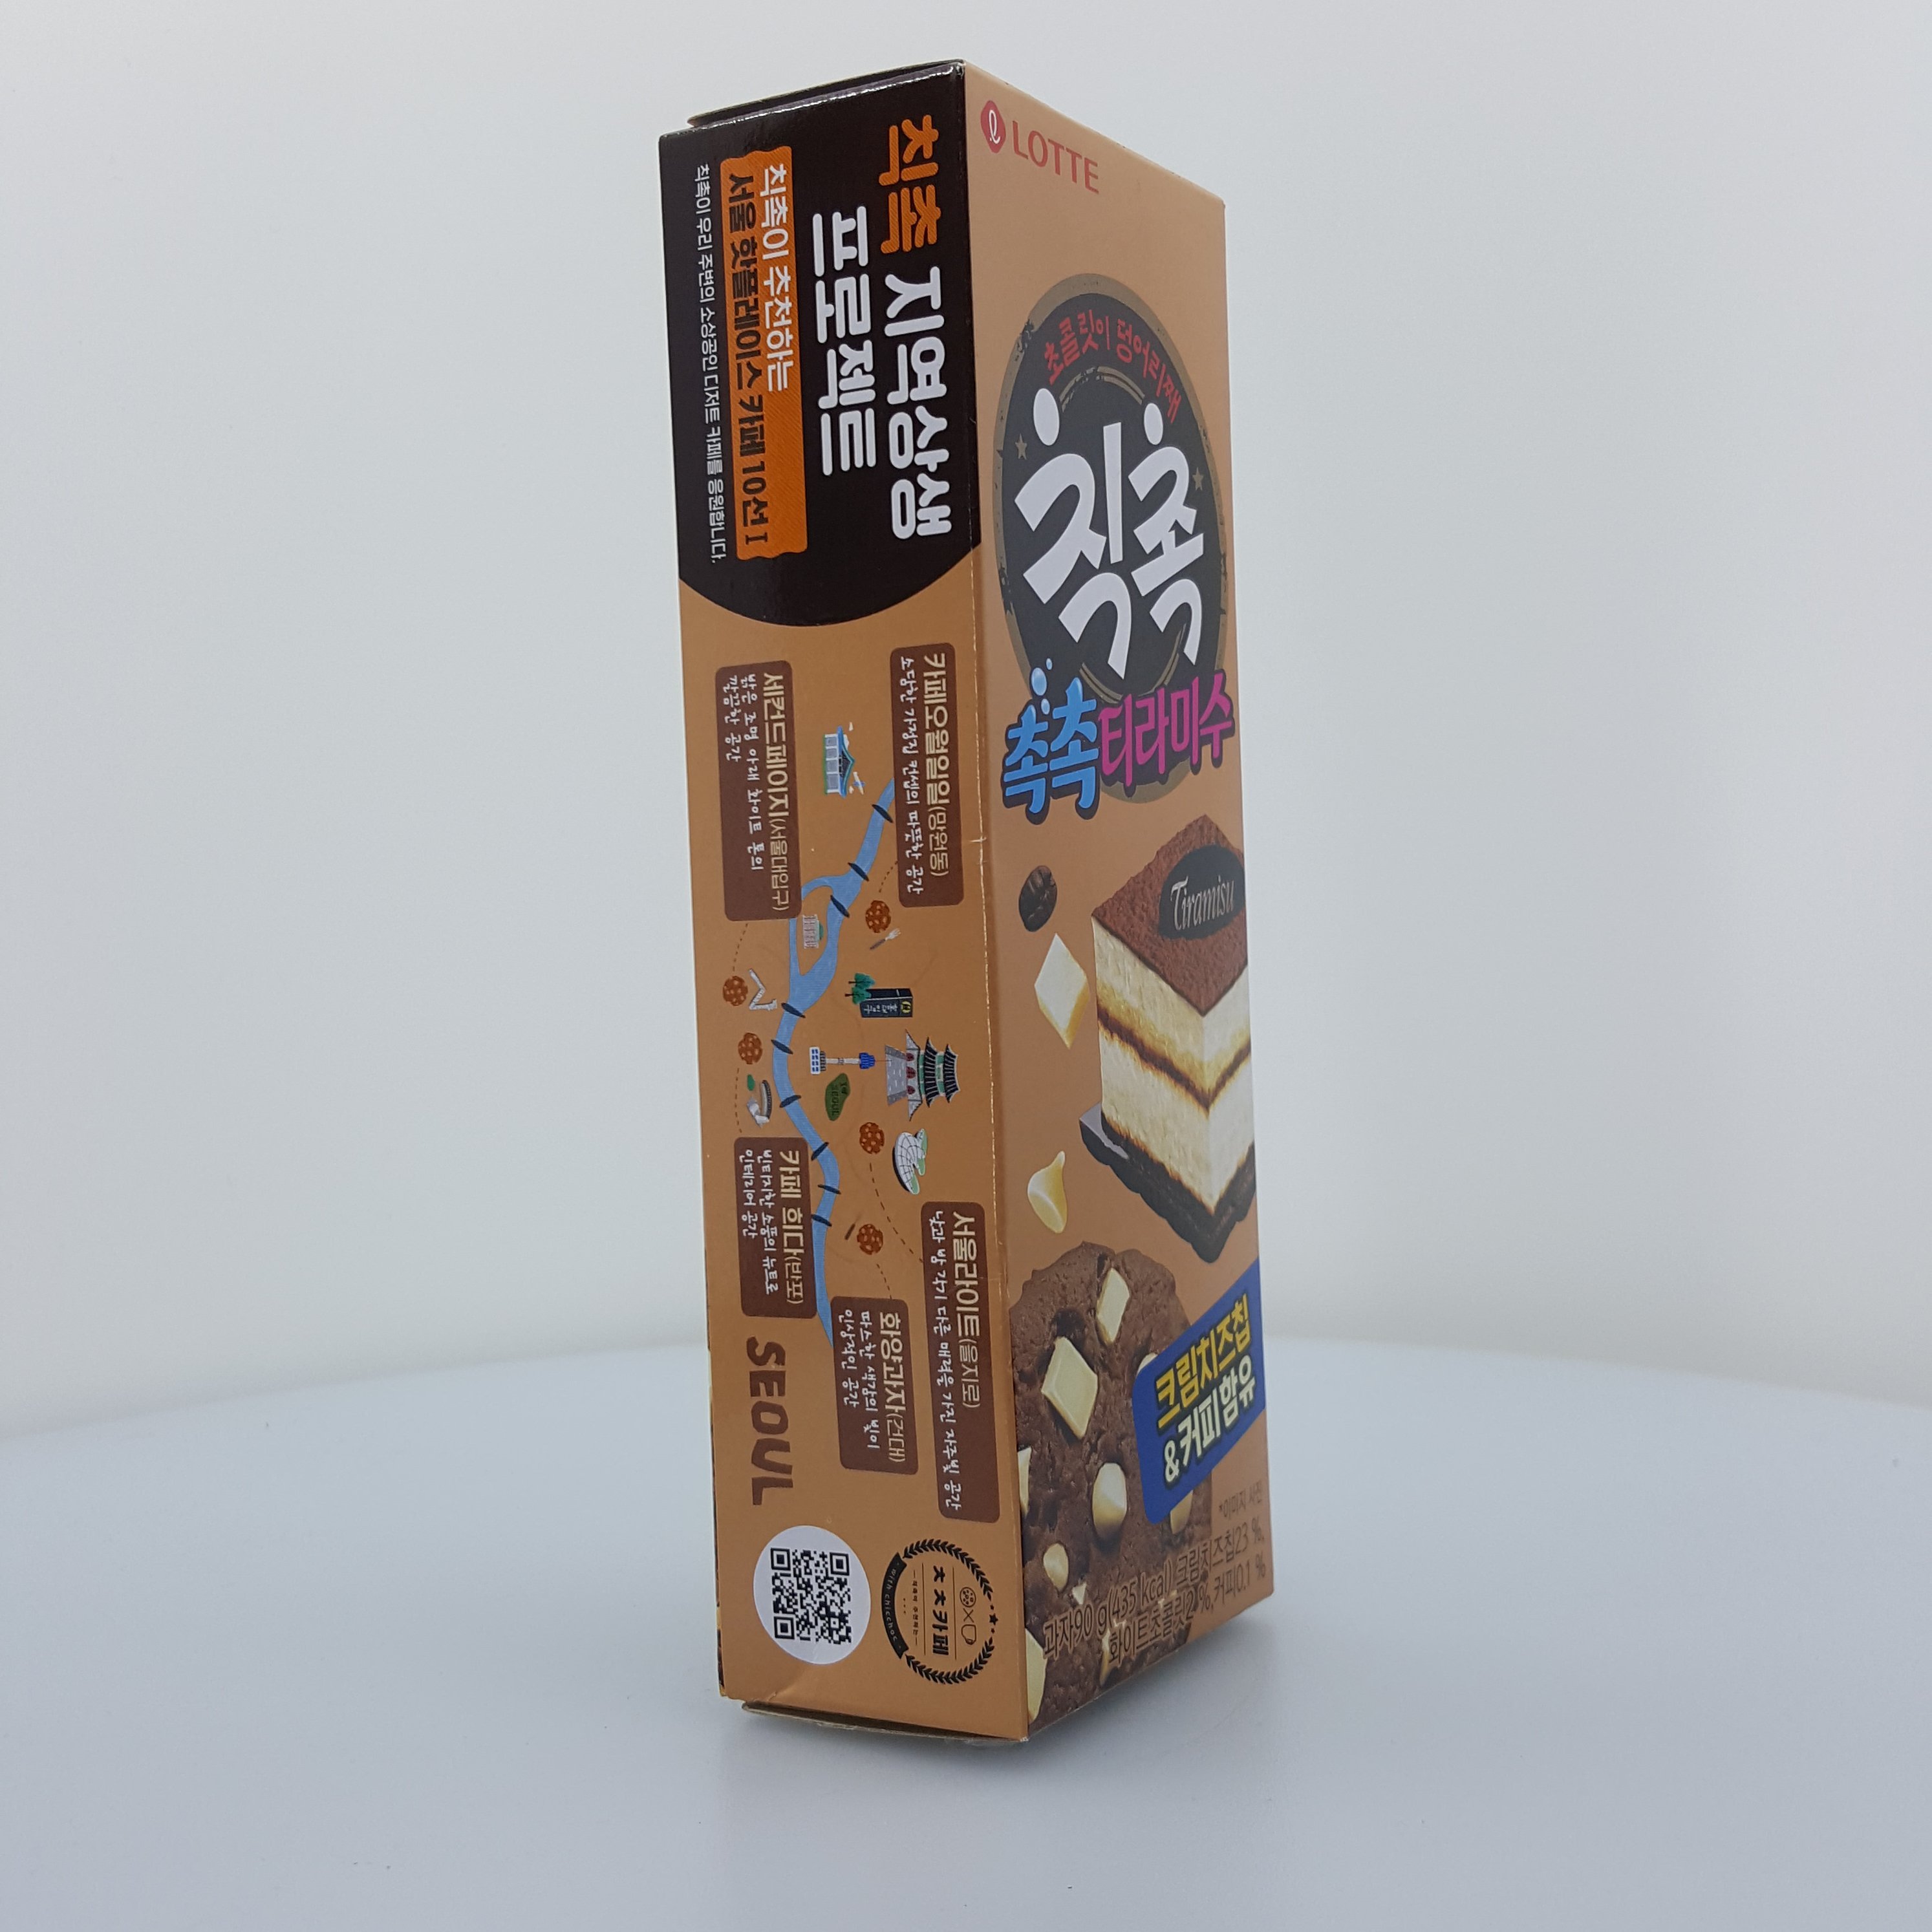 LOTTE
초콜릿이 덩어리째
칙촉
촉촉티라미수
Tiramisu
크림치즈칩
&커피함유
*이미지 사진
과자90 g(435 kcal) 크림치즈칩23 %,
화이트초콜릿2 %, 커피0.1 %
칙촉 지역상생
프로젝트
칙촉이 추천하는
서울 핫플레이스 카페 10선 I
칙촉이 우리 주변의 소상공인 디저트 카페를 응원합니다.
카페오월일일(망원동)
소담한 가정집 컨셉의 따뜻한 공간
세컨드페이지(서울대입구)
밝은 조명 아래 화이트 톤의
깔끔한 공간
서울라이트(을지로)
낮과 밤 각기 다른 매력을 가진 자주빛 공간
화양과자(건대)
따스한 색감의 빛이
인상적인 공간
카페 희다(반포)
빈티지한 소품의 뉴트로
인테리어 공간
SEOUL
ㅊㅊ카페
with chicchoc